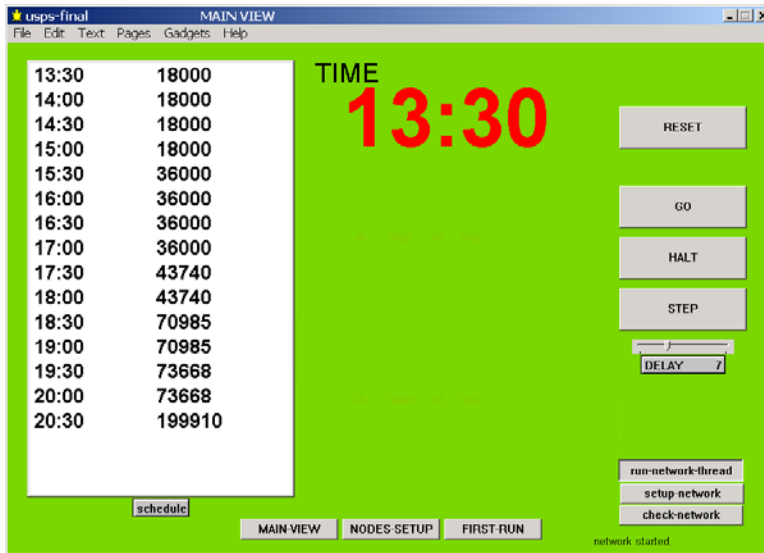 usps-final MAIN VIEW
File Edit Text Pages Gadgets Help
13:30 18000
14:00 18000
14:30 18000
15:00 18000
15:30 36000
16:00 36000
16:30 36000
17:00 36000
17:30 43740
18:00 43740
18:30 70985
19:00 70985
19:30 73668
20:00 73668
20:30 199910
schedule
TIME
13:30
RESET
GO
HALT
STEP
DELAY 7
run-network-thread
setup-network
check-network
MAIN-VIEW NODES-SETUP FIRST-RUN
network started